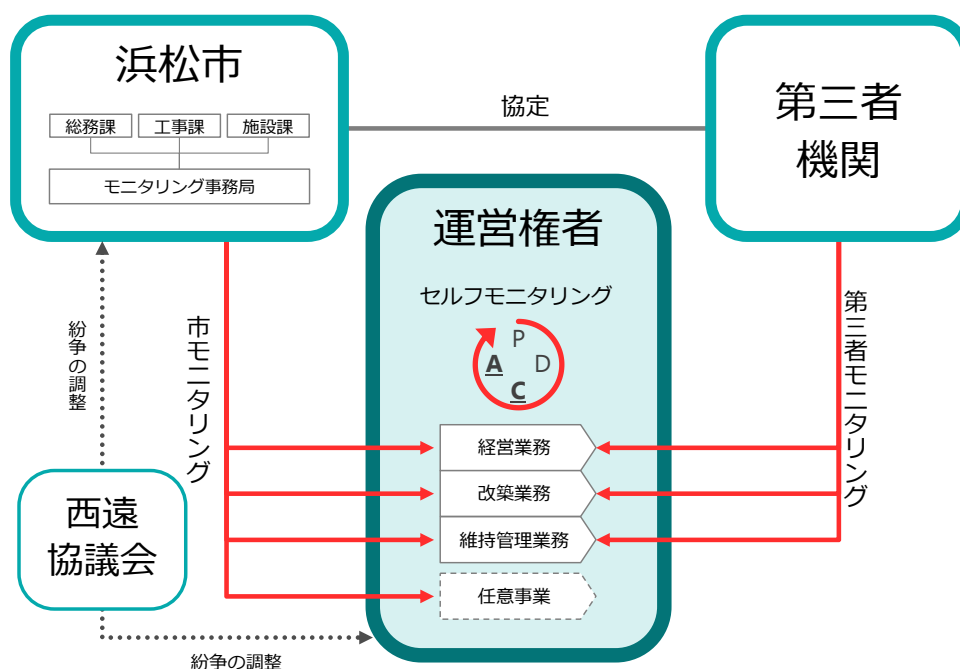 浜松市
総務課
工事課
施設課
モニタリング事務局
協定
第三者
機関
運営権者
セルフモニタリング
P
D
C
A
経営業務
改築業務
維持管理業務
任意事業
市モニタリング
第三者モニタリング
紛争の調整
西遠
協議会
紛争の調整